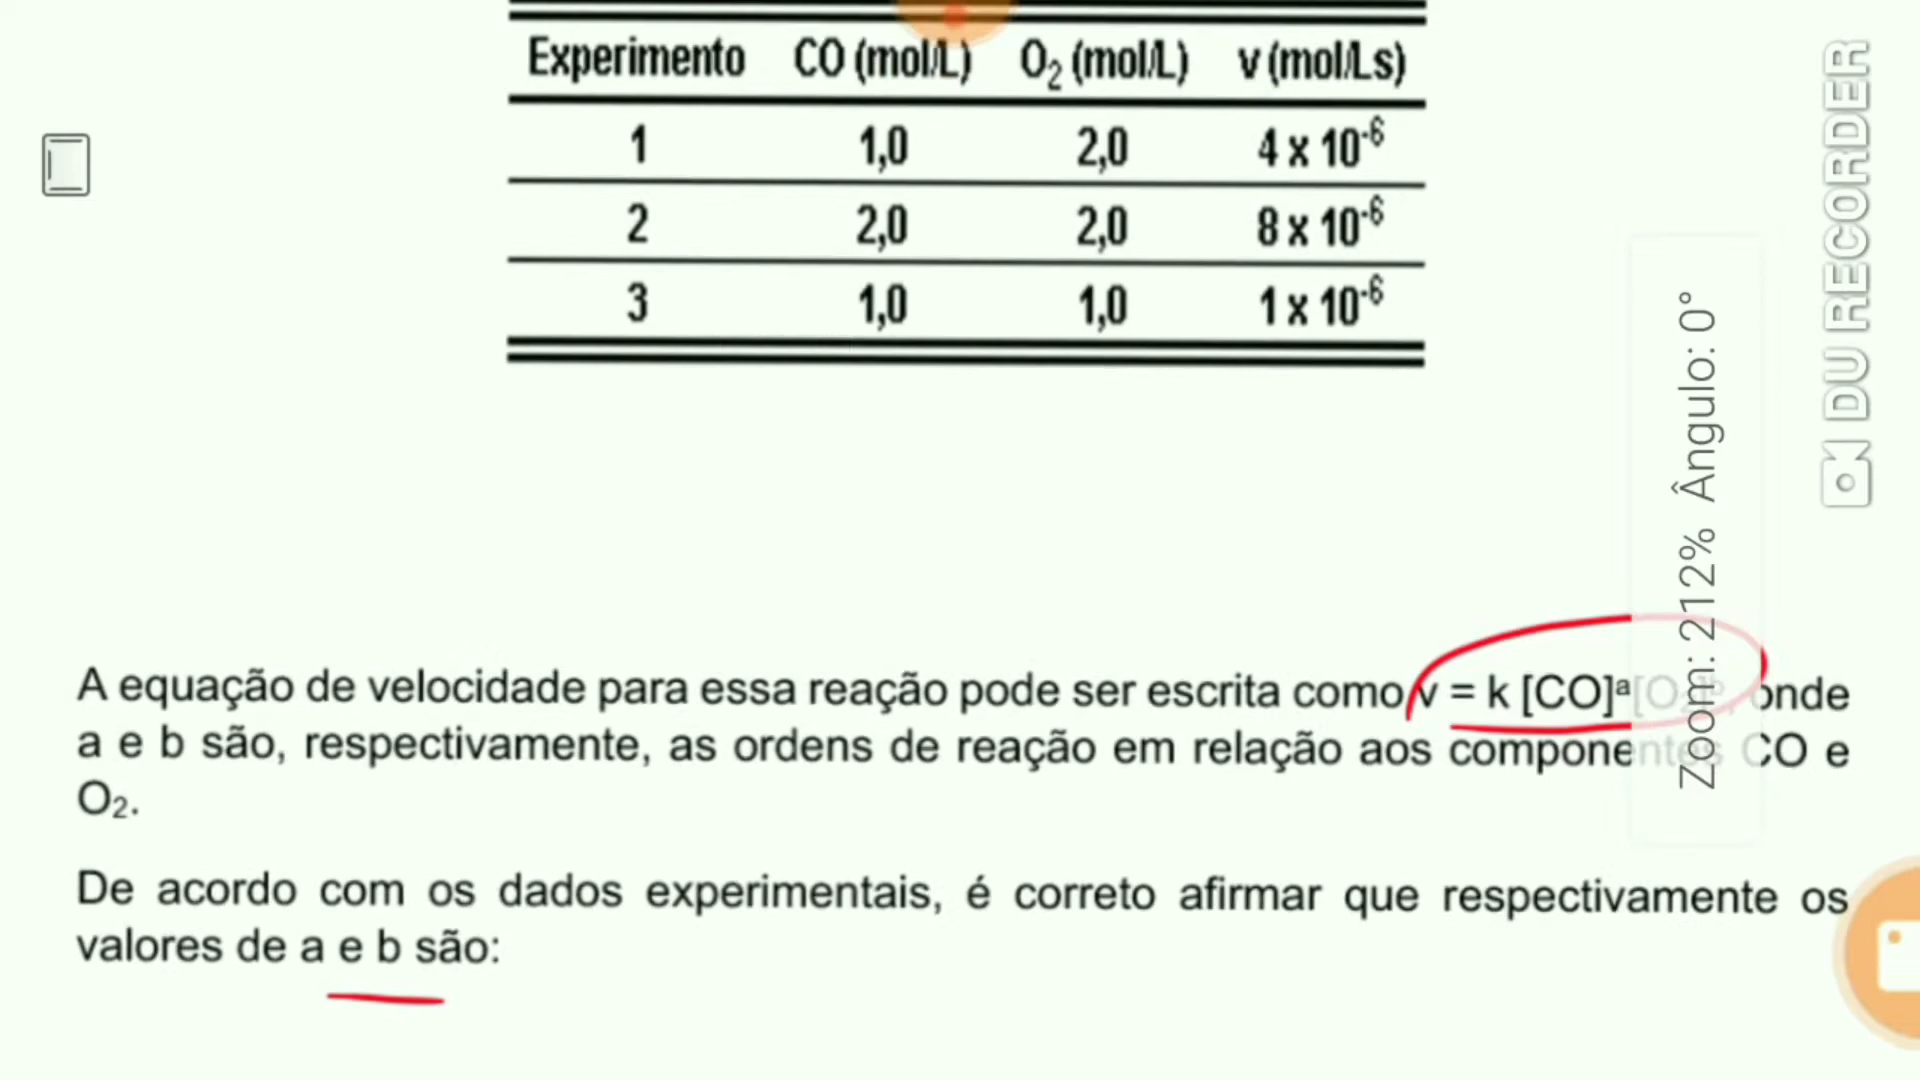 Experimento CO (mol/L) O₂ (mol/L) v (mol/Ls)
1 1,0 2,0 4 x 10⁻⁶
2 2,0 2,0 8 x 10⁻⁶
3 1,0 1,0 1 x 10⁻⁶
A equação de velocidade para essa reação pode ser escrita como v = k [CO]ᵃ[O₂]ᵇ, onde
a e b são, respectivamente, as ordens de reação em relação aos componentes CO e
O₂.
De acordo com os dados experimentais, é correto afirmar que respectivamente os
valores de a e b são:
Zoom: 212% Ângulo: 0°
DU RECORDER